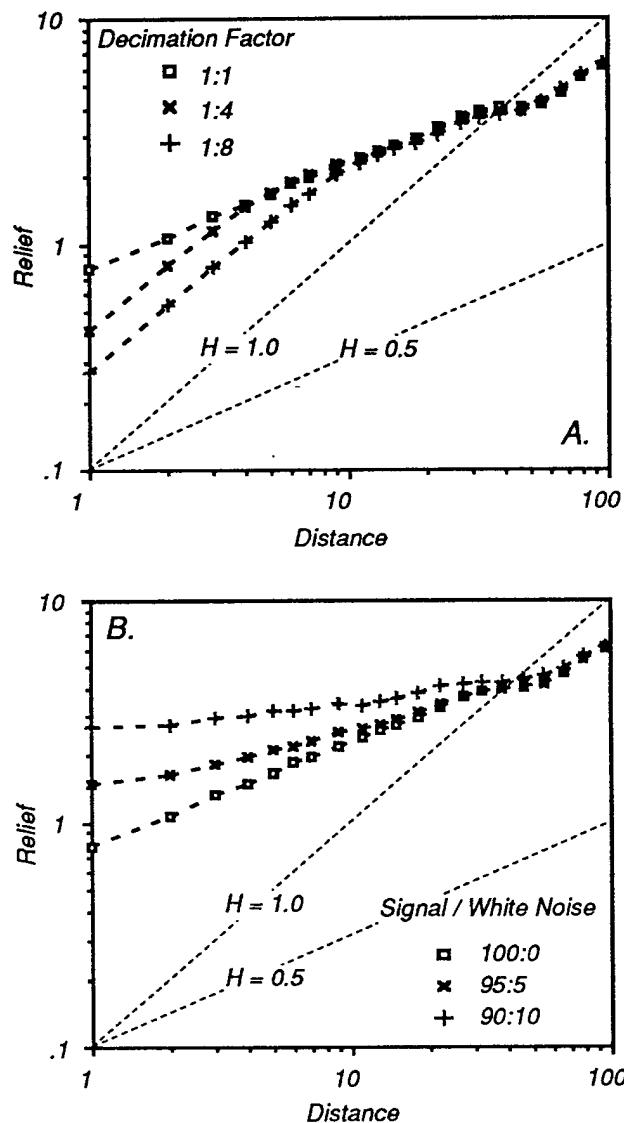 10
Decimation Factor
1:1
1:4
1:8
1
Relief
H = 1.0
H = 0.5
A.
.1
1
10
100
Distance
10
B.
Relief
1
H = 1.0
Signal / White Noise
100:0
H = 0.5
95:5
90:10
.1
1
10
100
Distance